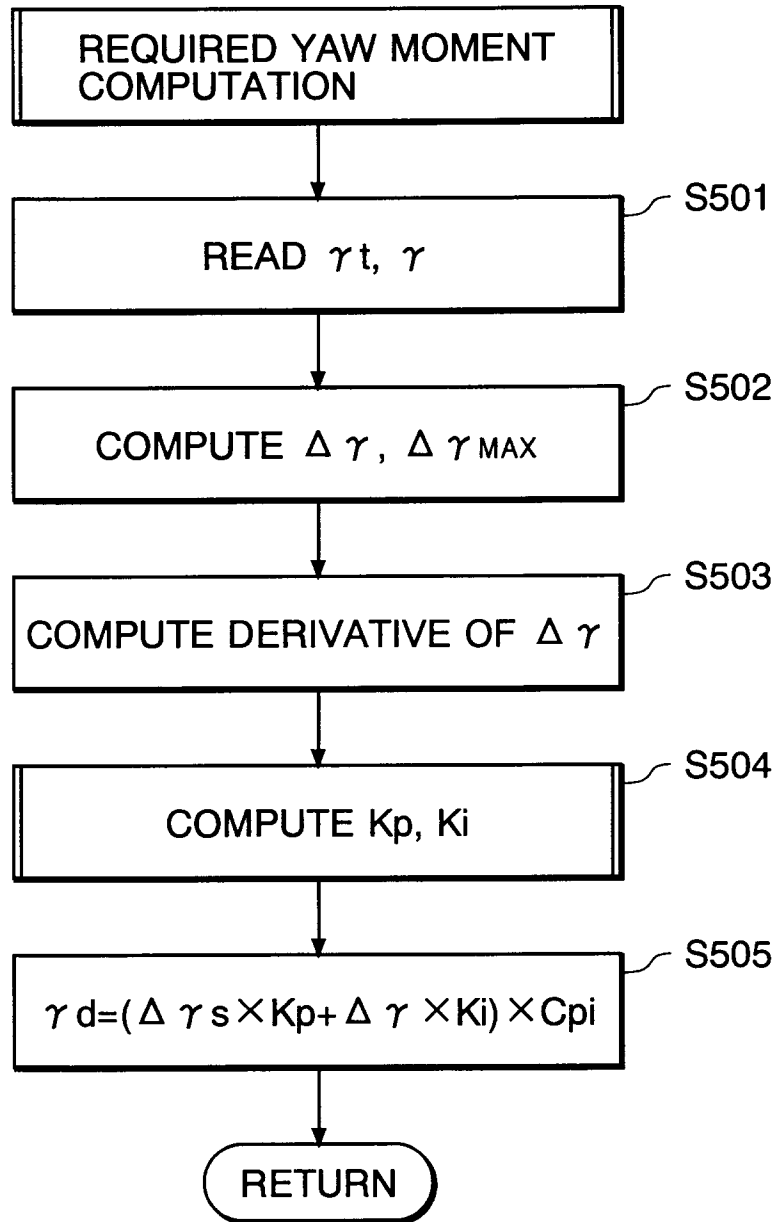 REQUIRED YAW MOMENT
COMPUTATION
S501
READ γt, γ
S502
COMPUTE Δγ, ΔγMAX
S503
COMPUTE DERIVATIVE OF Δγ
S504
COMPUTE Kp, Ki
S505
γd=(Δγs×Kp+Δγ×Ki)×Cpi
RETURN